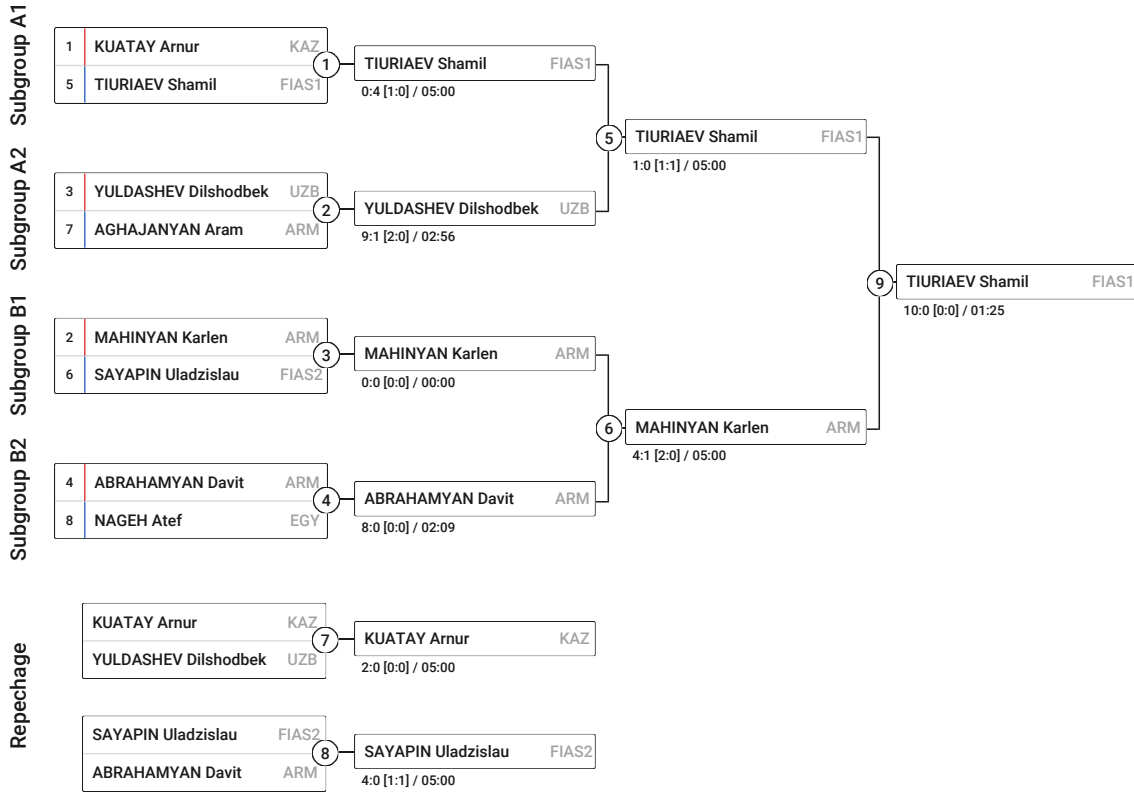 Subgroup A1
1 KUATAY Arnur KAZ
5 TIURIAEV Shamil FIAS1
1
TIURIAEV Shamil FIAS1
0:4 [1:0] / 05:00
Subgroup A2
3 YULDASHEV Dilshodbek UZB
7 AGHAJANYAN Aram ARM
2
YULDASHEV Dilshodbek UZB
9:1 [2:0] / 02:56
5
TIURIAEV Shamil FIAS1
1:0 [1:1] / 05:00
Subgroup B1
2 MAHINYAN Karlen ARM
6 SAYAPIN Uladzislau FIAS2
3
MAHINYAN Karlen ARM
0:0 [0:0] / 00:00
Subgroup B2
4 ABRAHAMYAN Davit ARM
8 NAGEH Atef EGY
4
ABRAHAMYAN Davit ARM
8:0 [0:0] / 02:09
6
MAHINYAN Karlen ARM
4:1 [2:0] / 05:00
9
TIURIAEV Shamil FIAS1
10:0 [0:0] / 01:25
Repechage
KUATAY Arnur KAZ
YULDASHEV Dilshodbek UZB
7
KUATAY Arnur KAZ
2:0 [0:0] / 05:00
SAYAPIN Uladzislau FIAS2
ABRAHAMYAN Davit ARM
8
SAYAPIN Uladzislau FIAS2
4:0 [1:1] / 05:00